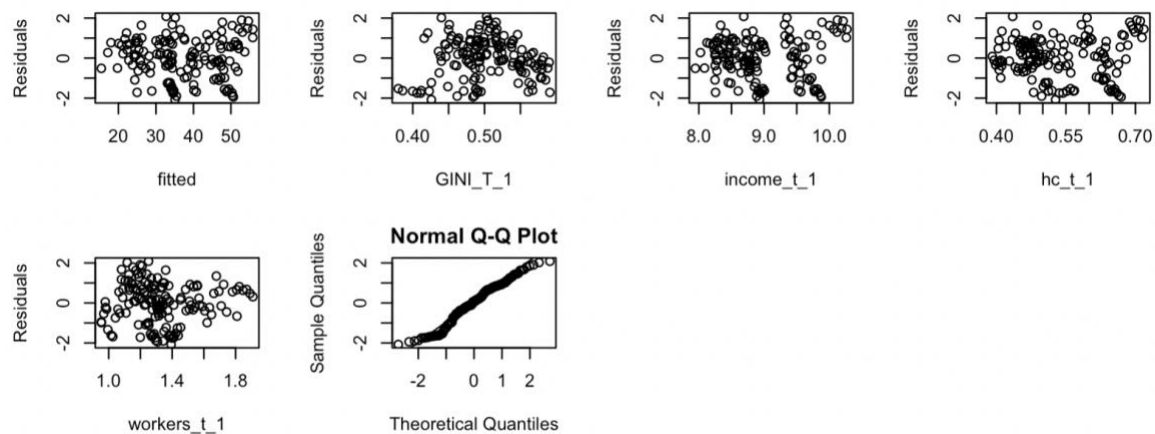 Residuals
2
0
-2
20 30 40 50
fitted
Residuals
2
0
-2
0.40 0.50
GINI_T_1
Residuals
2
0
-2
8.0 9.0 10.0
income_t_1
Residuals
2
0
-2
0.40 0.55 0.70
hc_t_1
Residuals
2
0
-2
1.0 1.4 1.8
workers_t_1
Normal Q-Q Plot
Sample Quantiles
2
0
-2
-2 0 1 2
Theoretical Quantiles